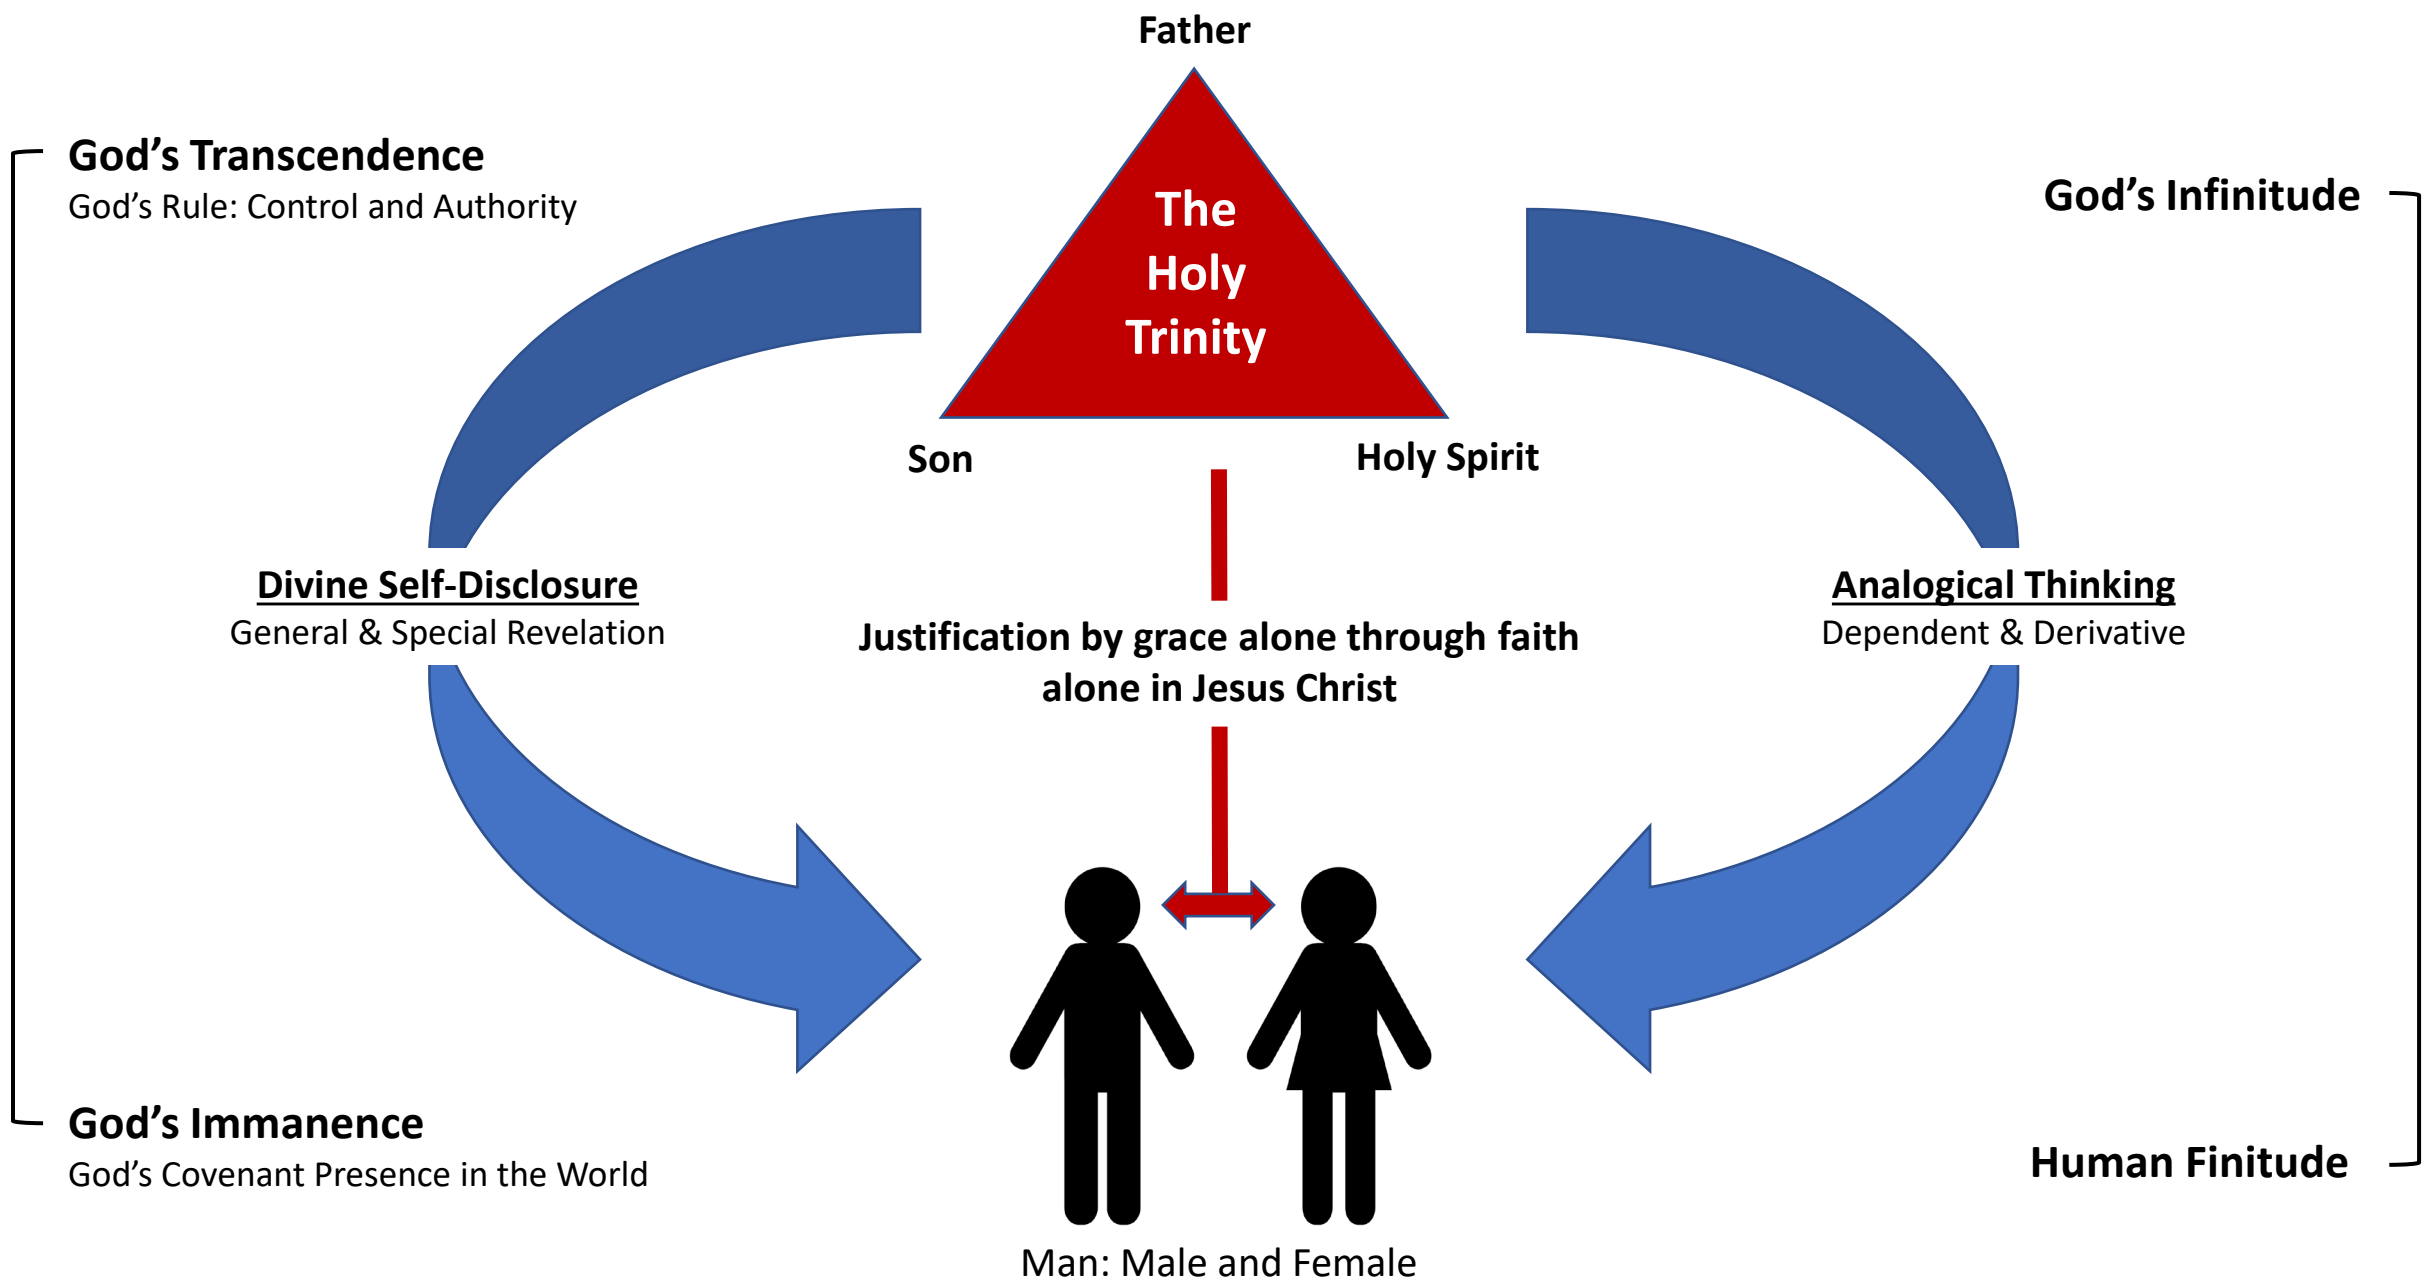 Father
God’s Transcendence
God’s Rule: Control and Authority
The
Holy
Trinity
God’s Infinitude
Son
Holy Spirit
Divine Self-Disclosure
General & Special Revelation
Justification by grace alone through faith
alone in Jesus Christ
Analogical Thinking
Dependent & Derivative
God’s Immanence
God’s Covenant Presence in the World
Human Finitude
Man: Male and Female